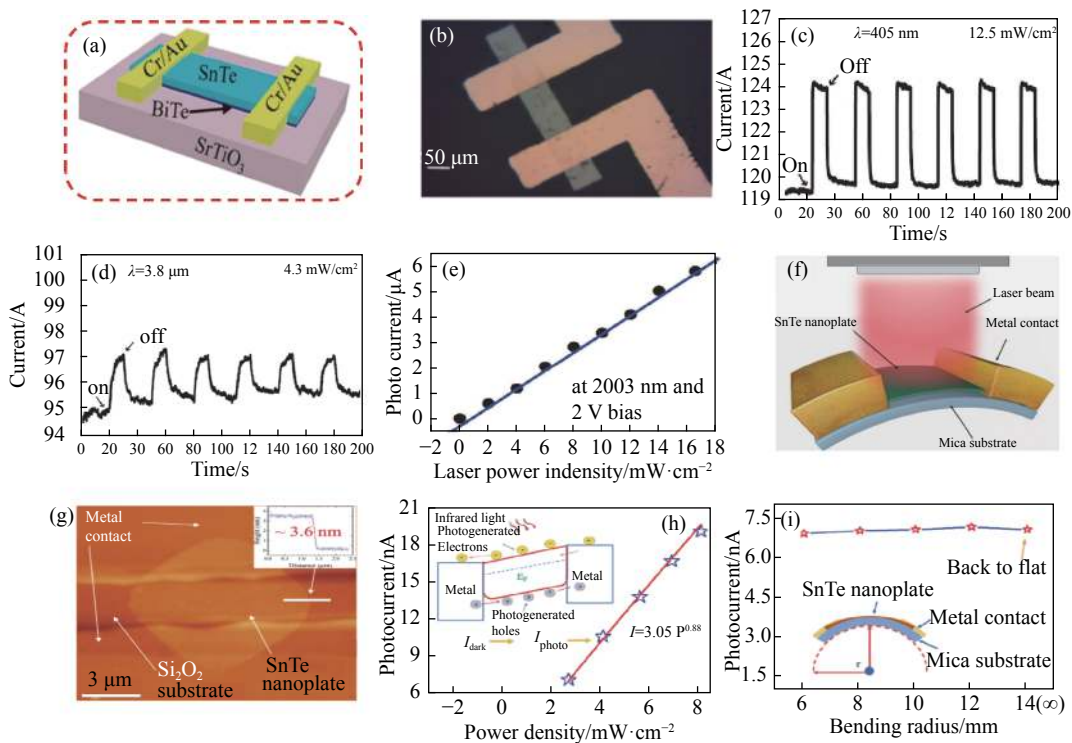 (a)
Cr/Au
SnTe
Cr/Au
BiTe
SrTiO3
(b)
50 μm
(c)
λ=405 nm
12.5 mW/cm²
127
126
125
124
123
122
121
120
119
Off
On
Current/A
0 20 40 60 80 100 120 140 160 180 200
Time/s
(d)
λ=3.8 μm
4.3 mW/cm²
101
100
99
98
97
96
95
94
off
on
Current/A
0 20 40 60 80 100 120 140 160 180 200
Time/s
(e)
6
5
4
3
2
1
0
Photo current/μA
at 2003 nm and
2 V bias
−2 0 2 4 6 8 10 12 14 16 18
Laser power indensity/mW·cm⁻²
(f)
Laser beam
SnTe nanoplate
Metal contact
Mica substrate
(g)
Metal
contact
~ 3.6 nm
Si2O2
substrate
SnTe
nanoplate
3 μm
(h)
21
18
15
12
9
6
Photocurrent/nA
Infrared light
Photogenerated
Electrons
Metal
Metal
Photogenerated
holes
Idark
Iphoto
I=3.05 P^0.88
−2 0 2 4 6 8
Power density/mW·cm⁻²
(i)
7.5
6.0
4.5
3.0
1.5
Photocurrent/nA
Back to flat
SnTe nanoplate
Metal contact
Mica substrate
r
6 8 10 12 14(∞)
Bending radius/mm